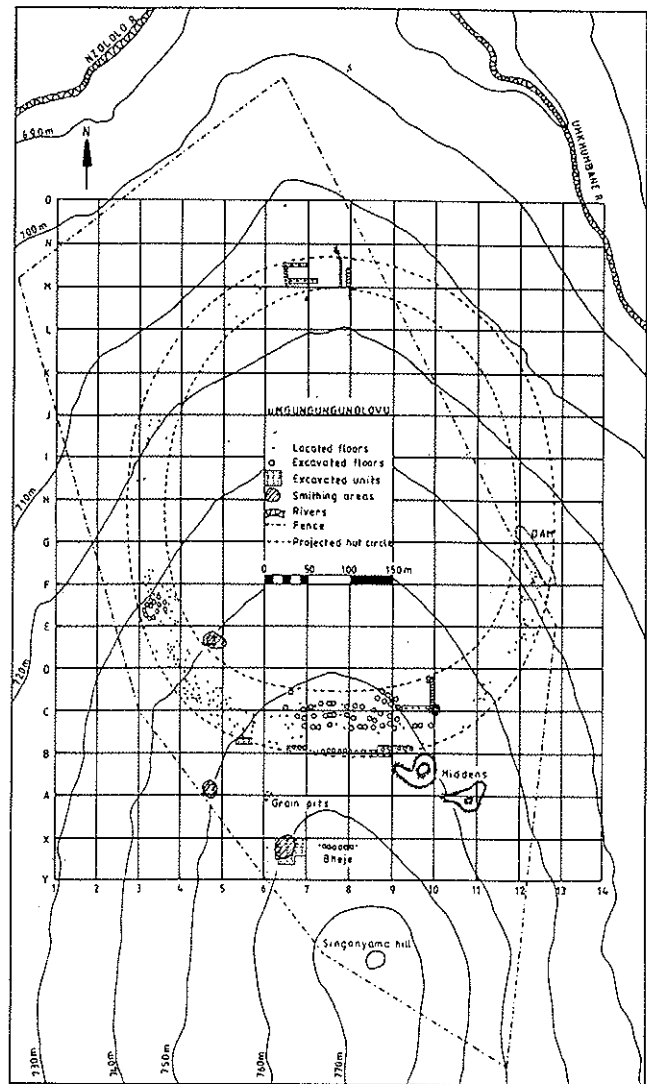 NZOLOLO R.
UMKHUMBANE R.
690m
N
700m
O
N
M
L
K
J
I
H
G
F
E
D
C
B
A
X
Y
UMGUNGUNGUNDLOVU
Located floors
Excavated floors
Excavated units
Smithing areas
Rivers
Fence
Projected hut circle
0 50 100 150m
DAM
710m
720m
Middens
Grain pits
Bheje
1 2 3 4 5 6 7 8 9 10 11 12 13 14
Singanyama hill
730m
740m
750m
760m
770m